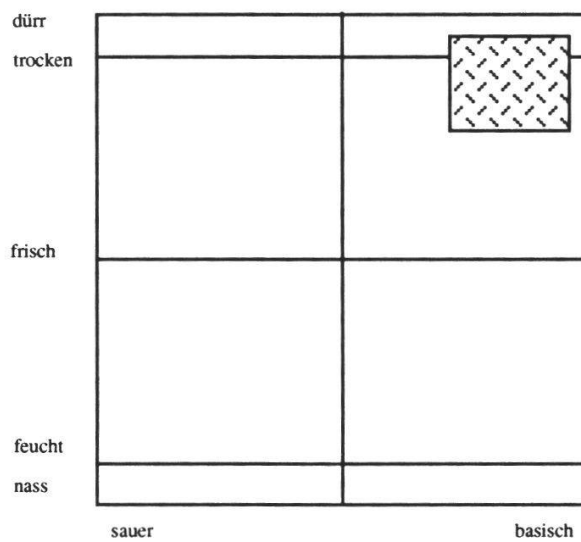 dürr
trocken
frisch
feucht
nass
sauer basisch